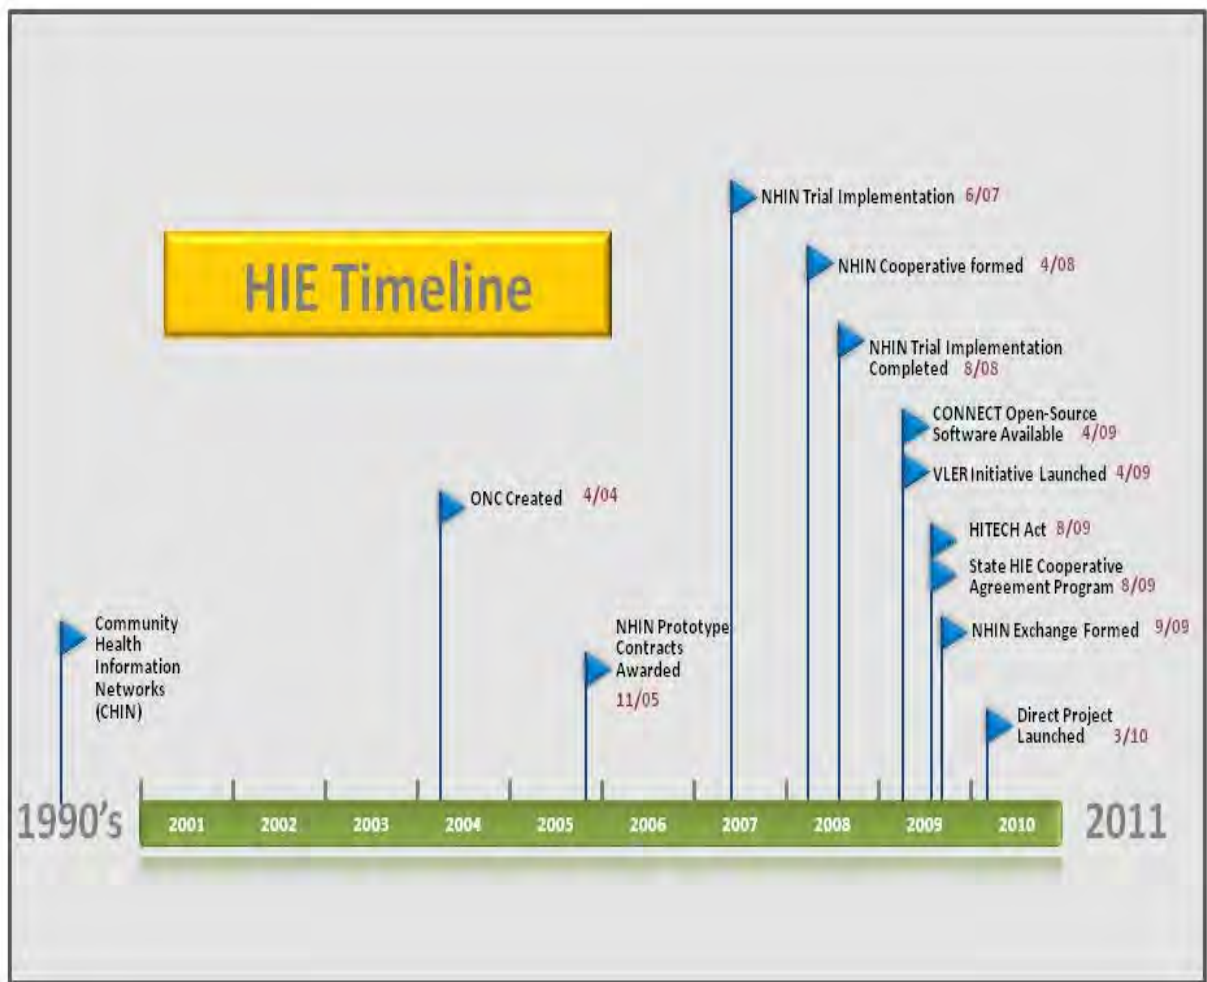 HIE Timeline
NHIN Trial Implementation 6/07
NHIN Cooperative formed 4/08
NHIN Trial Implementation
Completed 8/08
CONNECT Open-Source
Software Available 4/09
VLER Initiative Launched 4/09
ONC Created 4/04
HITECH Act 8/09
State HIE Cooperative
Agreement Program 8/09
NHIN Exchange Formed 9/09
Community
Health
Information
Networks
(CHIN)
NHIN Prototype
Contracts
Awarded
11/05
Direct Project
Launched 3/10
1990's 2001 2002 2003 2004 2005 2006 2007 2008 2009 2010 2011